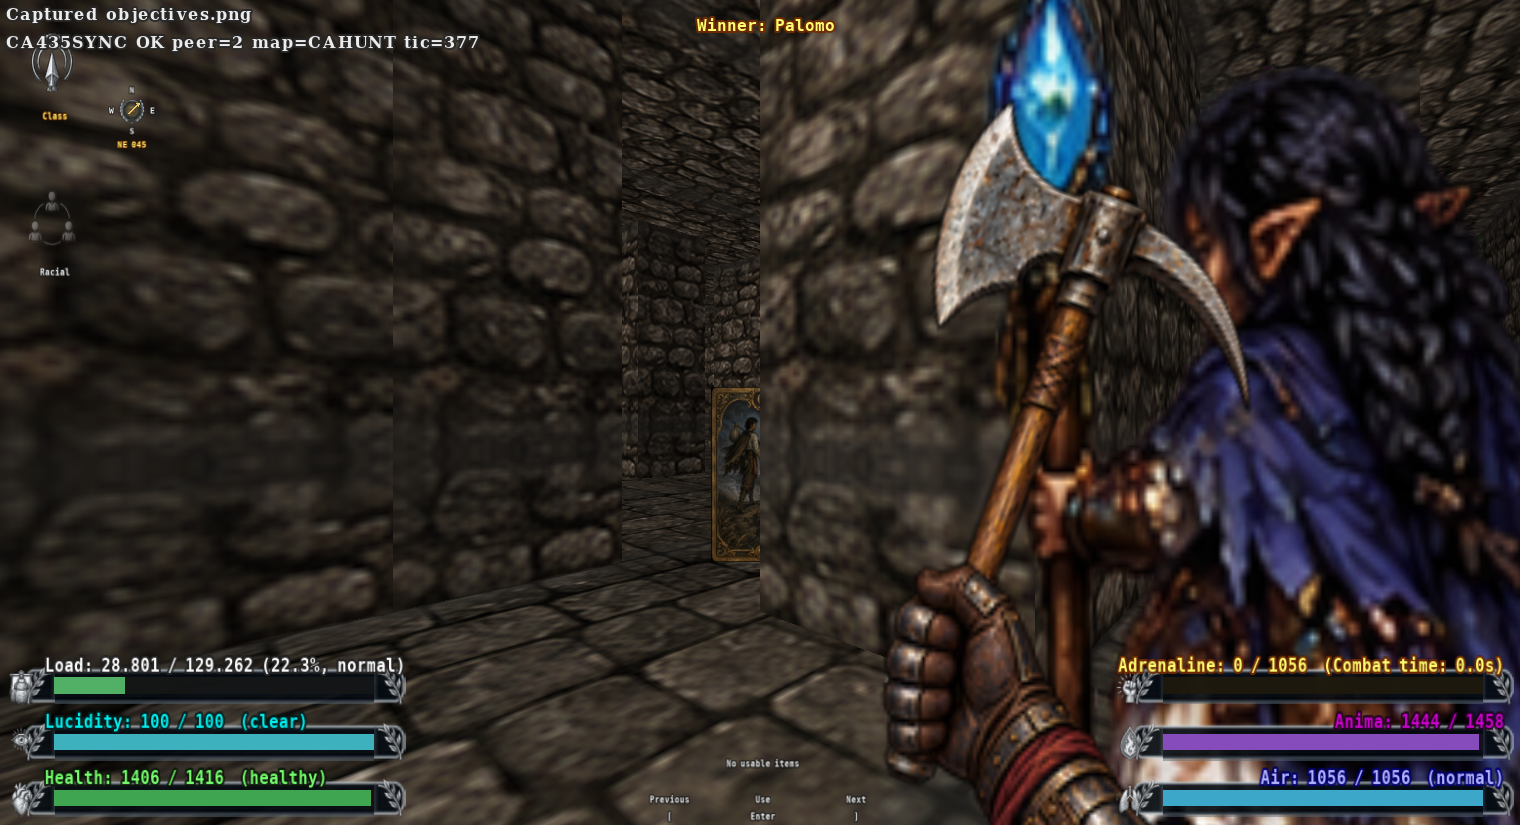 Captured objectives.png
Winner: Palomo
CA435SYNC OK peer=2 map=CAHUNT tic=377
N
W E
S
Class
NE 045
Racial
Load: 28.801 / 129.262 (22.3%, normal)
Adrenaline: 0 / 1056 (Combat time: 0.0s)
Lucidity: 100 / 100 (clear)
Anima: 1444 / 1458
No usable items
Health: 1406 / 1416 (healthy)
Air: 1056 / 1056 (normal)
Previous Use Next
[ Enter ]